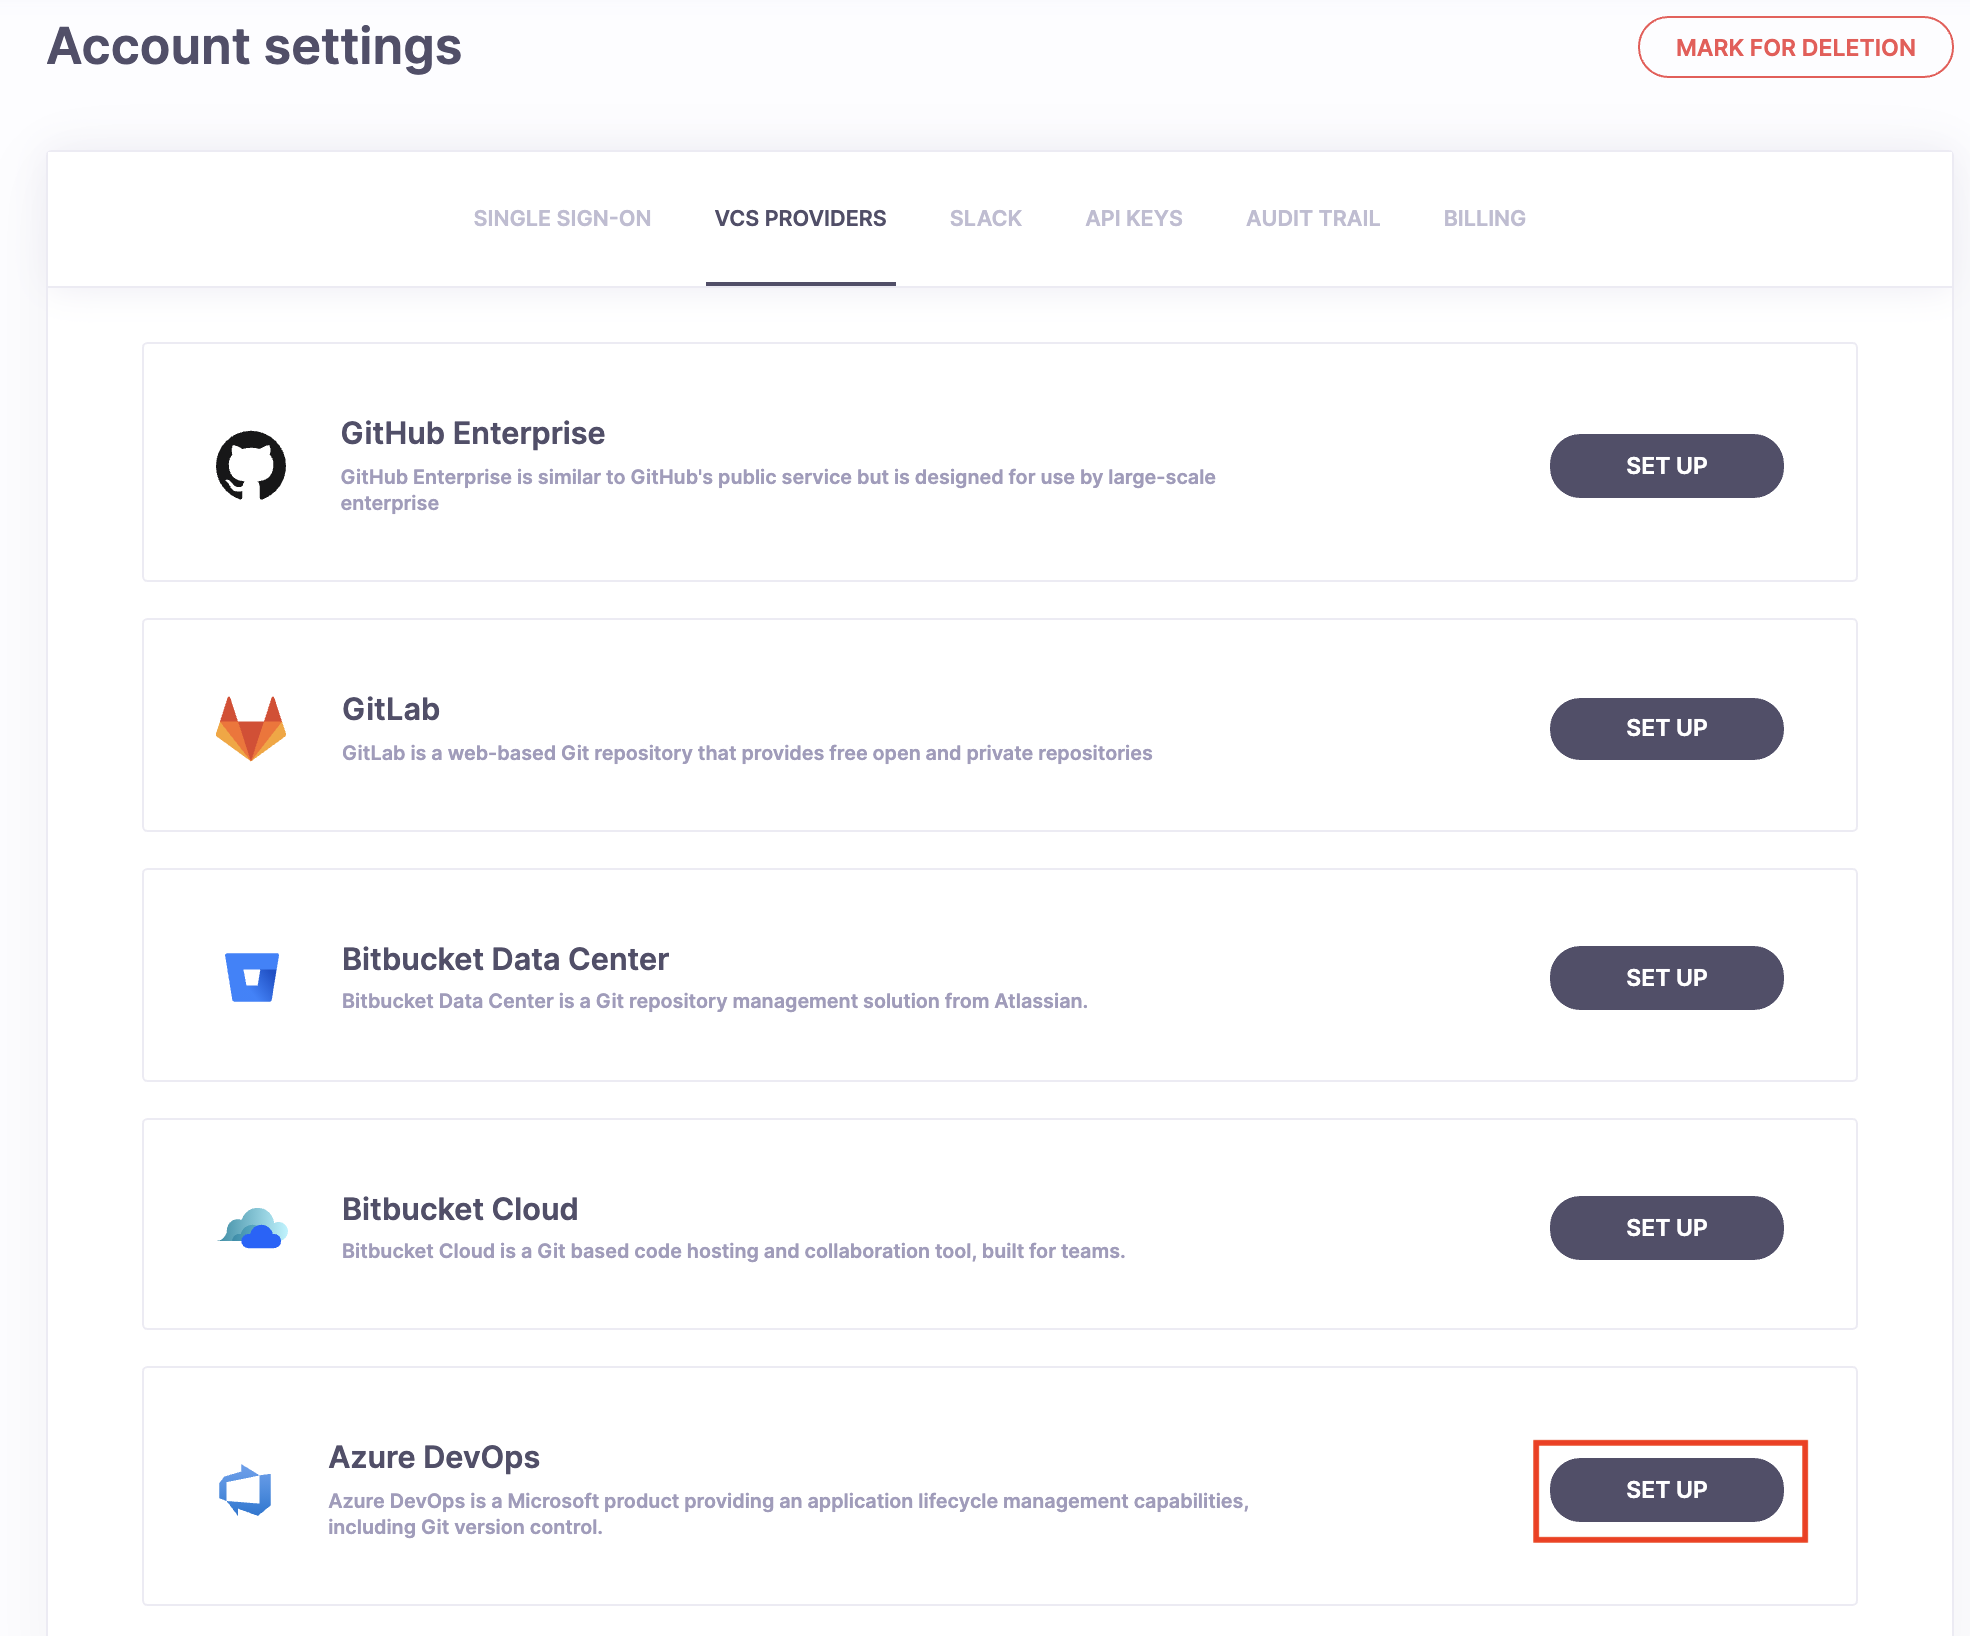 Account settings
MARK FOR DELETION
SINGLE SIGN-ON VCS PROVIDERS SLACK API KEYS AUDIT TRAIL BILLING
GitHub Enterprise
GitHub Enterprise is similar to GitHub's public service but is designed for use by large-scale
enterprise
SET UP
GitLab
GitLab is a web-based Git repository that provides free open and private repositories
SET UP
Bitbucket Data Center
Bitbucket Data Center is a Git repository management solution from Atlassian.
SET UP
Bitbucket Cloud
Bitbucket Cloud is a Git based code hosting and collaboration tool, built for teams.
SET UP
Azure DevOps
Azure DevOps is a Microsoft product providing an application lifecycle management capabilities,
including Git version control.
SET UP